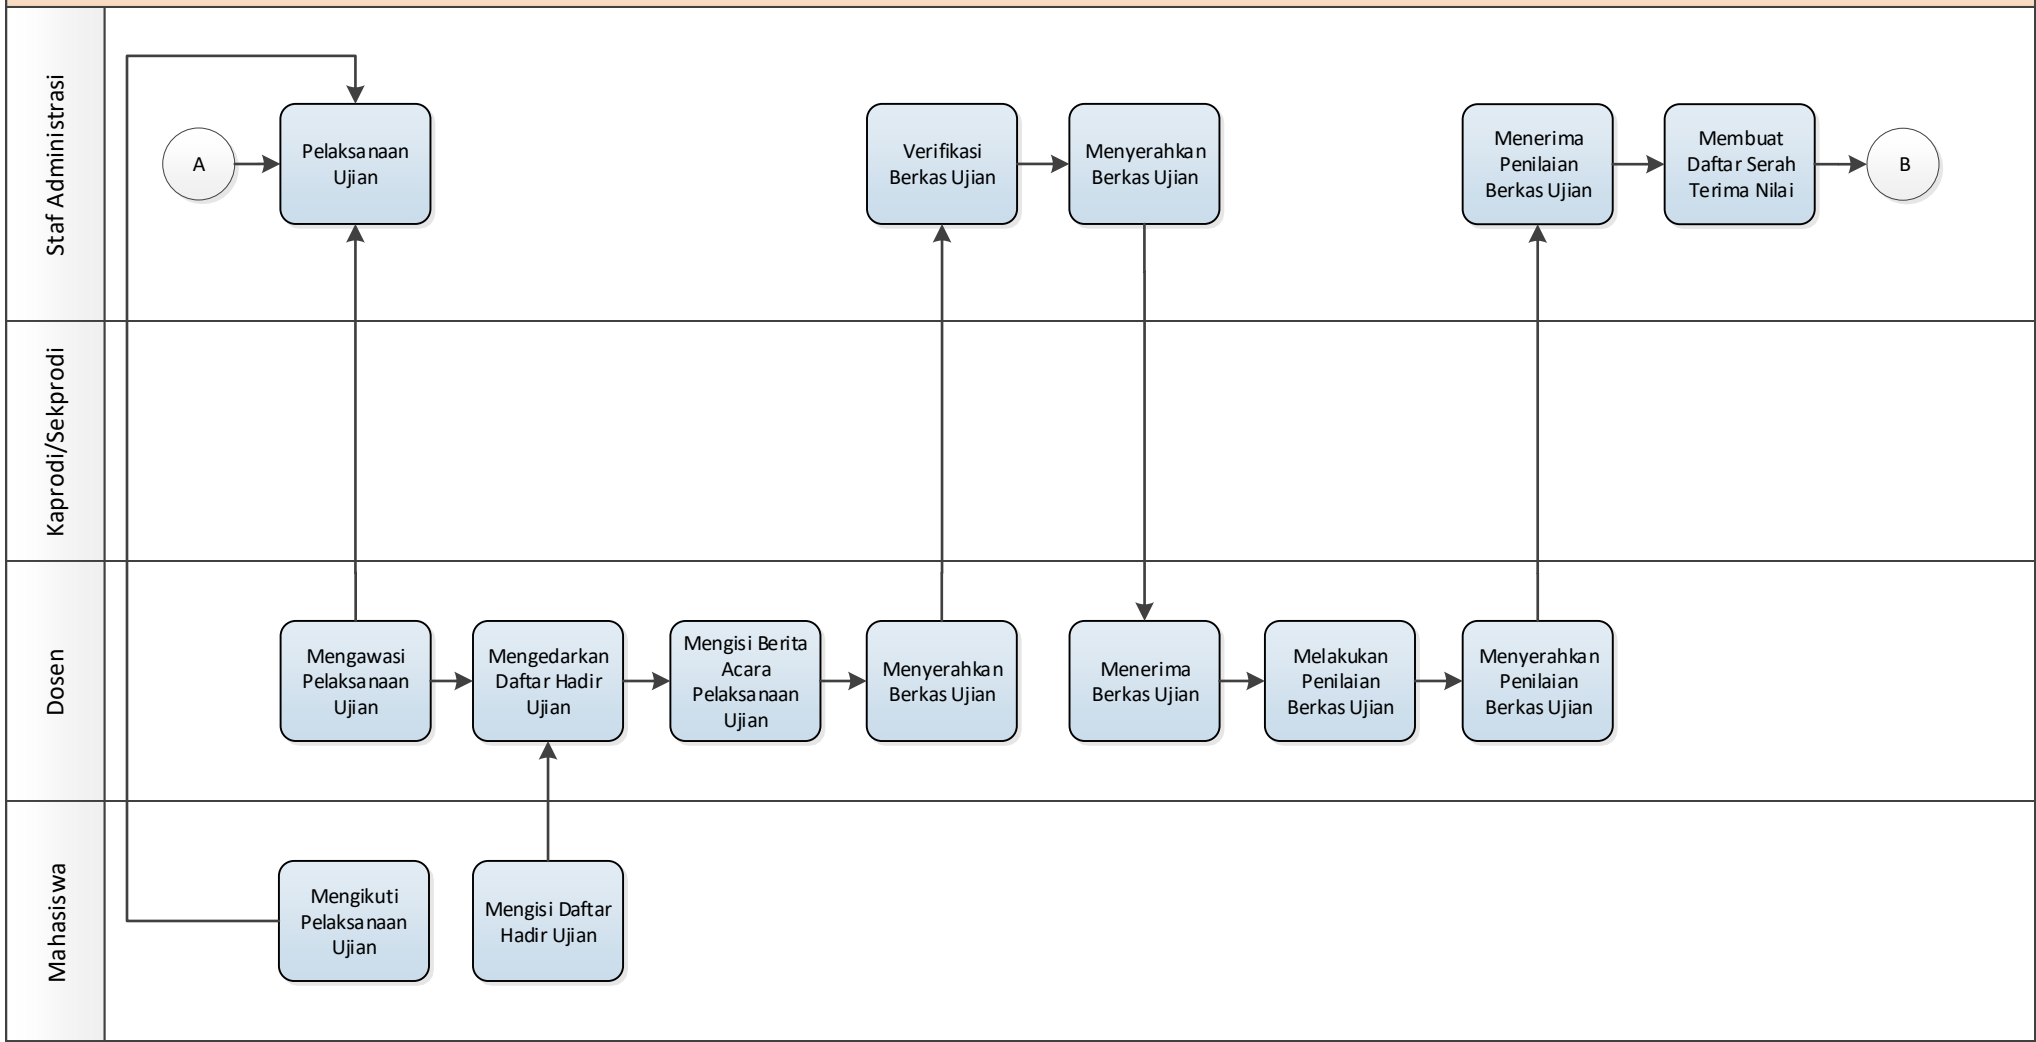 Staf Administrasi
A
Pelaksanaan
Ujian
Verifikasi
Berkas Ujian
Menyerahkan
Berkas Ujian
Menerima
Penilaian
Berkas Ujian
Membuat
Daftar Serah
Terima Nilai
B
Kaprodi/Sekprodi
Dosen
Mengawasi
Pelaksanaan
Ujian
Mengedarkan
Daftar Hadir
Ujian
Mengisi Berita
Acara
Pelaksanaan
Ujian
Menyerahkan
Berkas Ujian
Menerima
Berkas Ujian
Melakukan
Penilaian
Berkas Ujian
Menyerahkan
Penilaian
Berkas Ujian
Mahasiswa
Mengikuti
Pelaksanaan
Ujian
Mengisi Daftar
Hadir Ujian